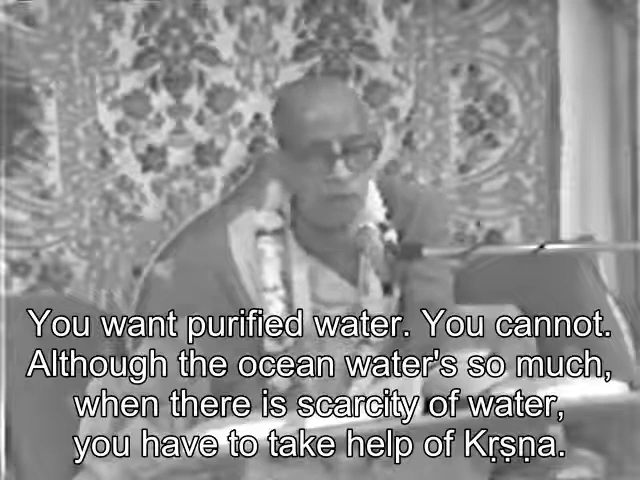 You want purified water. You cannot.
Although the ocean water's so much,
when there is scarcity of water,
you have to take help of Kṛṣṇa.